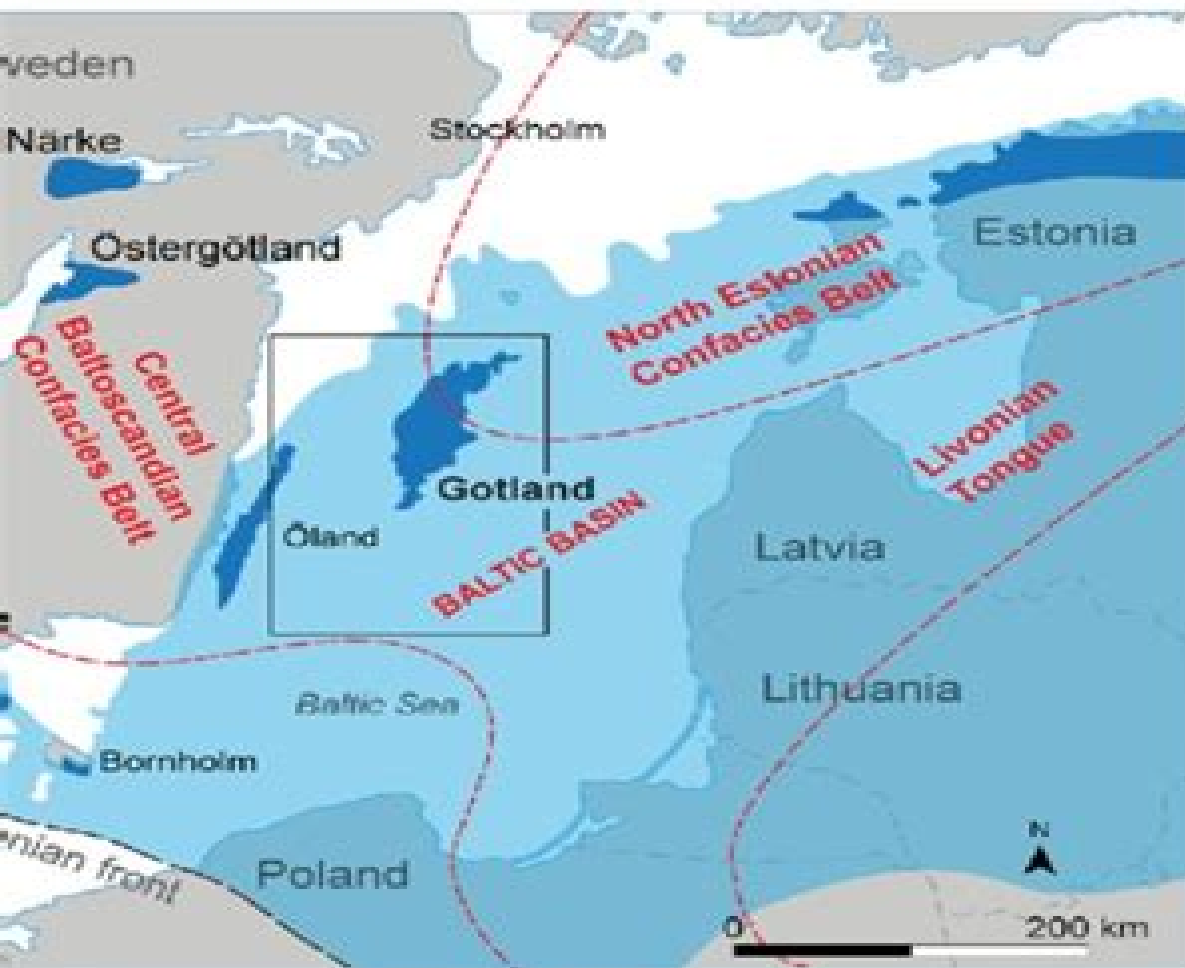 weden
Närke
Stockholm
Östergötland
Estonia
North Estonian
Confacies Belt
Central
Baltoscandian
Confacies Belt
Livonian
Tongue
Gotland
Öland
BALTIC BASIN
Latvia
Lithuania
Baltic Sea
Bornholm
enian front
Poland
N
0
200 km